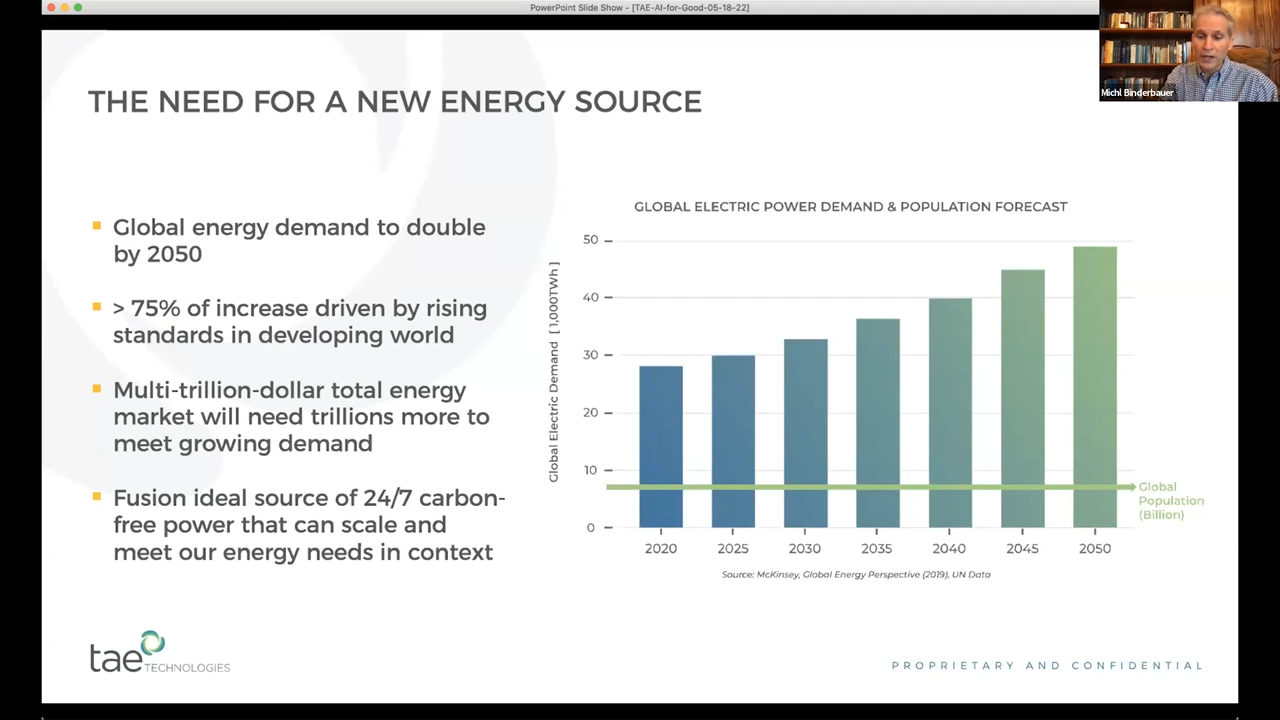 PowerPoint Slide Show - [TAE-AI-for-Good-05-18-22]
Michl Binderbauer
THE NEED FOR A NEW ENERGY SOURCE
Global energy demand to double
by 2050
> 75% of increase driven by rising
standards in developing world
Multi-trillion-dollar total energy
market will need trillions more to
meet growing demand
Fusion ideal source of 24/7 carbon-
free power that can scale and
meet our energy needs in context
GLOBAL ELECTRIC POWER DEMAND & POPULATION FORECAST
Global Electric Demand [1,000TWh]
50
40
30
20
10
0
2020 2025 2030 2035 2040 2045 2050
Global
Population
(Billion)
Source: McKinsey, Global Energy Perspective (2019), UN Data
tae TECHNOLOGIES
PROPRIETARY AND CONFIDENTIAL